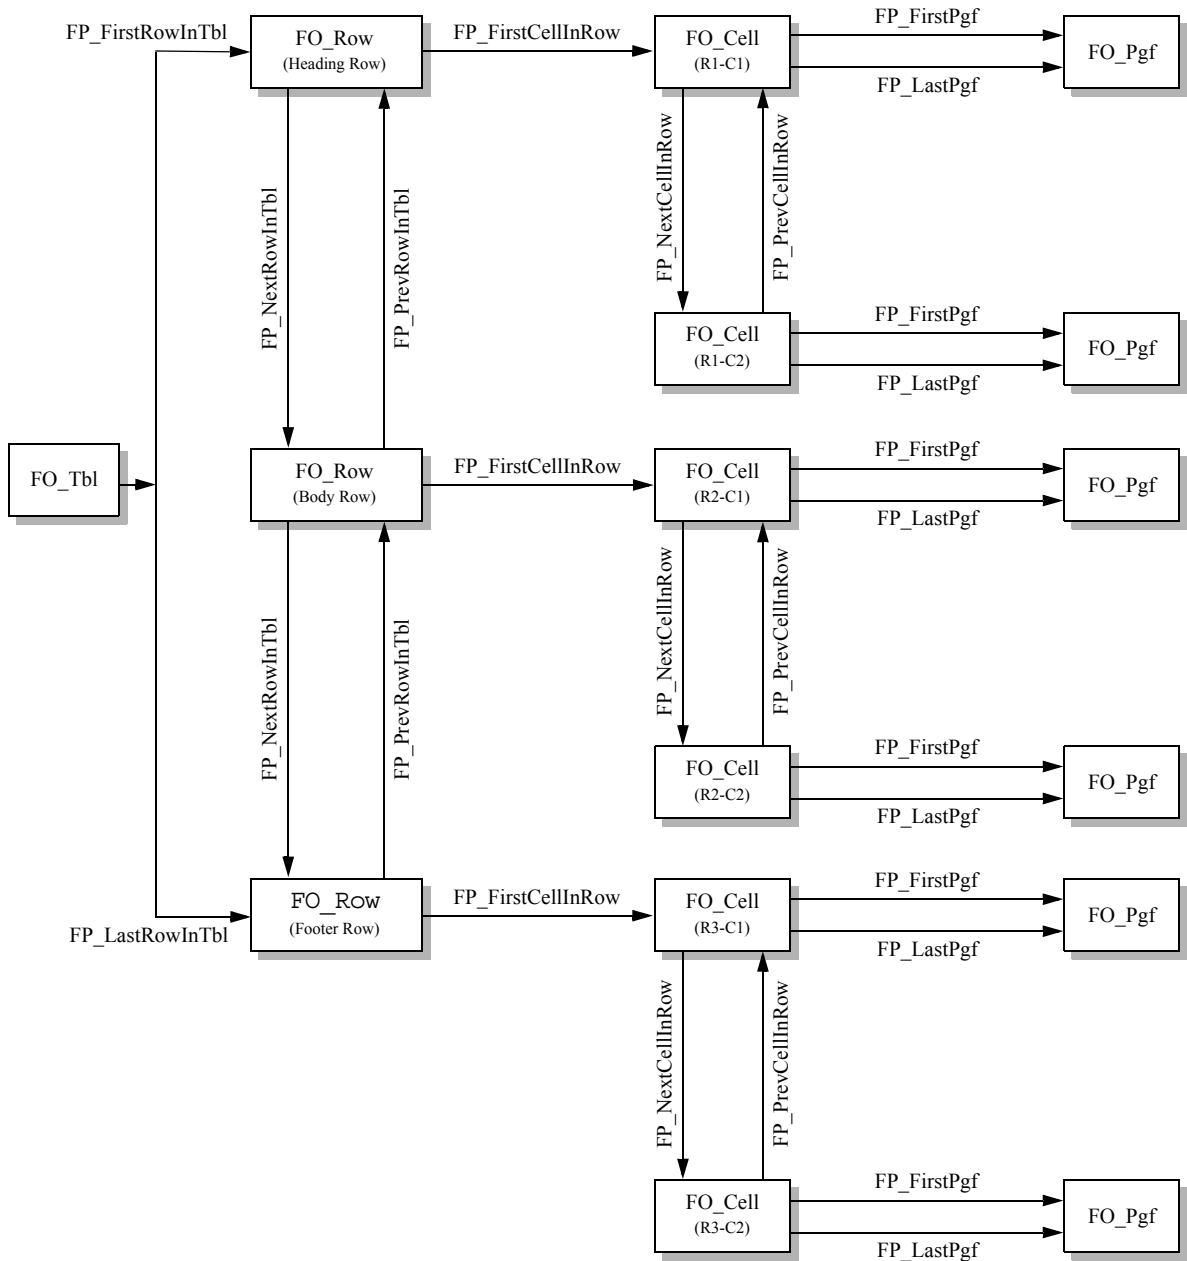 FP_FirstRowInTbl
FO_Row
(Heading Row)
FP_FirstCellInRow
FO_Cell
(R1-C1)
FP_FirstPgf
FP_LastPgf
FO_Pgf
FP_NextRowInTbl
FP_PrevRowInTbl
FP_NextCellInRow
FP_PrevCellInRow
FO_Cell
(R1-C2)
FP_FirstPgf
FP_LastPgf
FO_Pgf
FO_Tbl
FO_Row
(Body Row)
FP_FirstCellInRow
FO_Cell
(R2-C1)
FP_FirstPgf
FP_LastPgf
FO_Pgf
FP_NextRowInTbl
FP_PrevRowInTbl
FP_NextCellInRow
FP_PrevCellInRow
FO_Cell
(R2-C2)
FP_FirstPgf
FP_LastPgf
FO_Pgf
FP_LastRowInTbl
FO_Row
(Footer Row)
FP_FirstCellInRow
FO_Cell
(R3-C1)
FP_FirstPgf
FP_LastPgf
FO_Pgf
FP_NextCellInRow
FP_PrevCellInRow
FO_Cell
(R3-C2)
FP_FirstPgf
FP_LastPgf
FO_Pgf